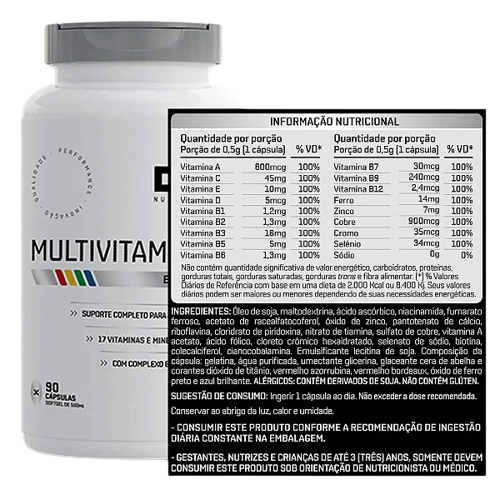 QUALIDADE - PERFORMANCE
INOVAÇÃO
MULTIVITAM
SUPORTE COMPLETO PARA
17 VITAMINAS E MINE
COM COMPLEXO
90
CÁPSULAS
SOFTGEL DE 500MG
INFORMAÇÃO NUTRICIONAL
Quantidade por porção
Porção de 0,5g (1 cápsula) % VD*
Vitamina A 600mcg 100%
Vitamina C 45mg 100%
Vitamina E 10mg 100%
Vitamina D 5mcg 100%
Vitamina B1 1,2mg 100%
Vitamina B2 1,3mg 100%
Vitamina B3 16mg 100%
Vitamina B5 5mg 100%
Vitamina B6 1,3mg 100%
Quantidade por porção
Porção de 0,5g (1 cápsula) % VD*
Vitamina B7 30mcg 100%
Vitamina B9 240mcg 100%
Vitamina B12 2,4mcg 100%
Ferro 14mg 100%
Zinco 7mg 100%
Cobre 900mcg 100%
Cromo 35mcg 100%
Selênio 34mcg 100%
Sódio 0g 0%
Não contém quantidade significativa de valor energético, carboidratos, proteínas,
gorduras totais, gorduras saturadas, gorduras trans e fibra alimentar. (*) % Valores
Diários de Referência com base em uma dieta de 2.000 Kcal ou 8.400 Kj. Seus valores
diários podem ser maiores ou menores dependendo de suas necessidades energéticas.
INGREDIENTES: Óleo de soja, maltodextrina, ácido ascórbico, niacinamida, fumarato
ferroso, acetato de racealfatocoferol, óxido de zinco, pantotenato de cálcio,
riboflavina, cloridrato de piridoxina, nitrato de tiamina, sulfato de cobre, vitamina A
acetato, ácido fólico, cloreto crômico hexaidratado, selenato de sódio, biotina,
colecalciferol, cianocobalamina. Emulsificante lecitina de soja. Composição da
cápsula: gelatina, água purificada, umectante glicerina, glaceante cera de abelha e
corantes dióxido de titânio, vermelho azorrubina, vermelho bordeaux, óxido de ferro
preto e azul brilhante. ALÉRGICOS: CONTÉM DERIVADOS DE SOJA. NÃO CONTÉM GLÚTEN.
SUGESTÃO DE CONSUMO: Ingerir 1 cápsula ao dia. Não exceder a dose recomendada.
Conservar ao abrigo da luz, calor e umidade.
- CONSUMIR ESTE PRODUTO CONFORME A RECOMENDAÇÃO DE INGESTÃO
DIÁRIA CONSTANTE NA EMBALAGEM.
- GESTANTES, NUTRIZES E CRIANÇAS DE ATÉ 3 (TRÊS) ANOS, SOMENTE DEVEM
CONSUMIR ESTE PRODUTO SOB ORIENTAÇÃO DE NUTRICIONISTA OU MÉDICO.